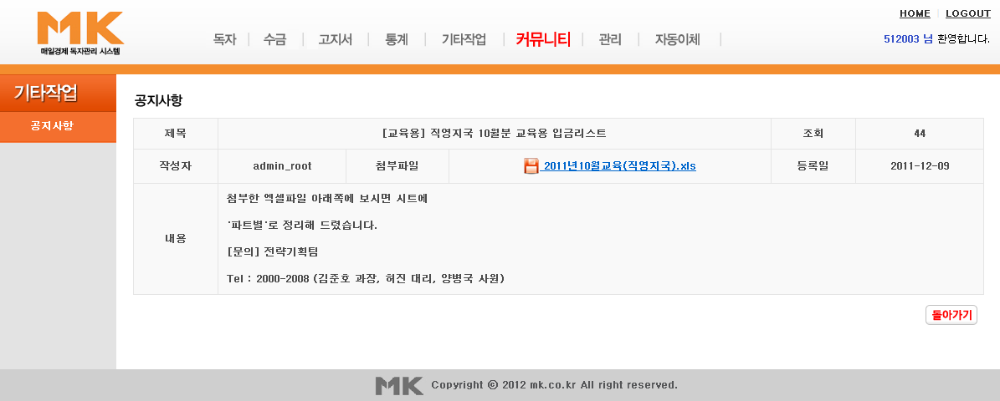 MK
매일경제 독자관리 시스템
HOME | LOGOUT
독자 수금 고지서 통계 기타작업 커뮤니티 관리 자동이체
512003 님 환영합니다.
기타작업
공지사항
공지사항
제목 [교육용] 직영지국 10월분 교육용 입금리스트 조회 44
작성자 admin_root 첨부파일 2011년10월교육(직영지국).xls 등록일 2011-12-09
내용
첨부한 엑셀파일 아래쪽에 보시면 시트에
'파트별'로 정리해 드렸습니다.
[문의] 전략기획팀
Tel : 2000-2008 (김준호 과장, 허진 대리, 양병국 사원)
돌아가기
MK Copyright ⓒ 2012 mk.co.kr All right reserved.